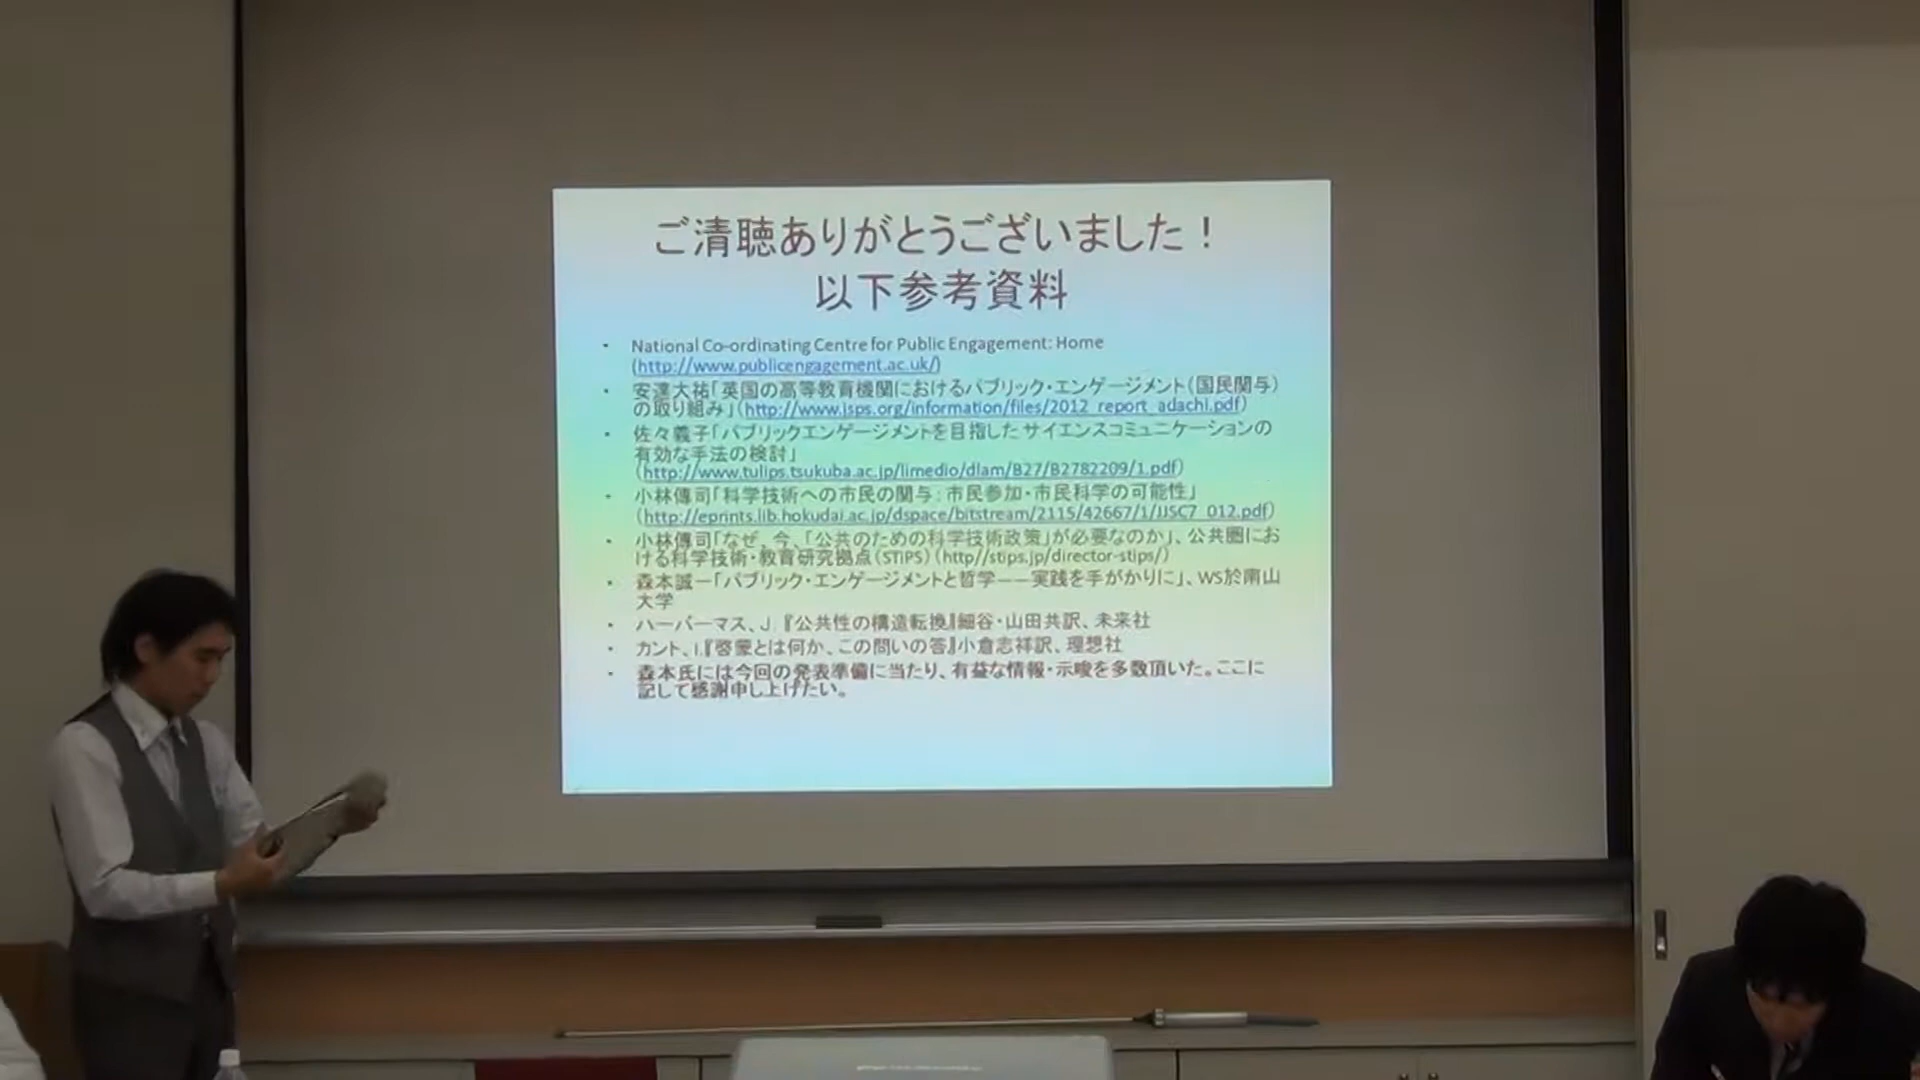 ご清聴ありがとうございました！
以下参考資料
• National Co-ordinating Centre for Public Engagement: Home
(http://www.publicengagement.ac.uk/)
• 安達大祐「英国の高等教育機関におけるパブリック・エンゲージメント（国民関与）
の取り組み」（http://www.jsps.org/information/files/2012_report_adachi.pdf）
• 佐々義子「パブリックエンゲージメントを目指したサイエンスコミュニケーションの
有効な手法の検討」
（http://www.tulips.tsukuba.ac.jp/limedio/dlam/B27/B2782209/1.pdf）
• 小林傳司「科学技術への市民の関与：市民参加・市民科学の可能性」
（http://eprints.lib.hokudai.ac.jp/dspace/bitstream/2115/42667/1/JJSC7_012.pdf）
• 小林傳司「なぜ、今、「公共のための科学技術政策」が必要なのか」、公共圏にお
ける科学技術・教育研究拠点（STIPS）（http//stips.jp/director-stips/）
• 森本誠一「パブリック・エンゲージメントと哲学――実践を手がかりに」、WS於南山
大学
• ハーバーマス、J.『公共性の構造転換』細谷・山田共訳、未来社
• カント、I.『啓蒙とは何か、この問いの答』小倉志祥訳、理想社
• 森本氏には今回の発表準備に当たり、有益な情報・示唆を多数頂いた。ここに
記して感謝申し上げたい。